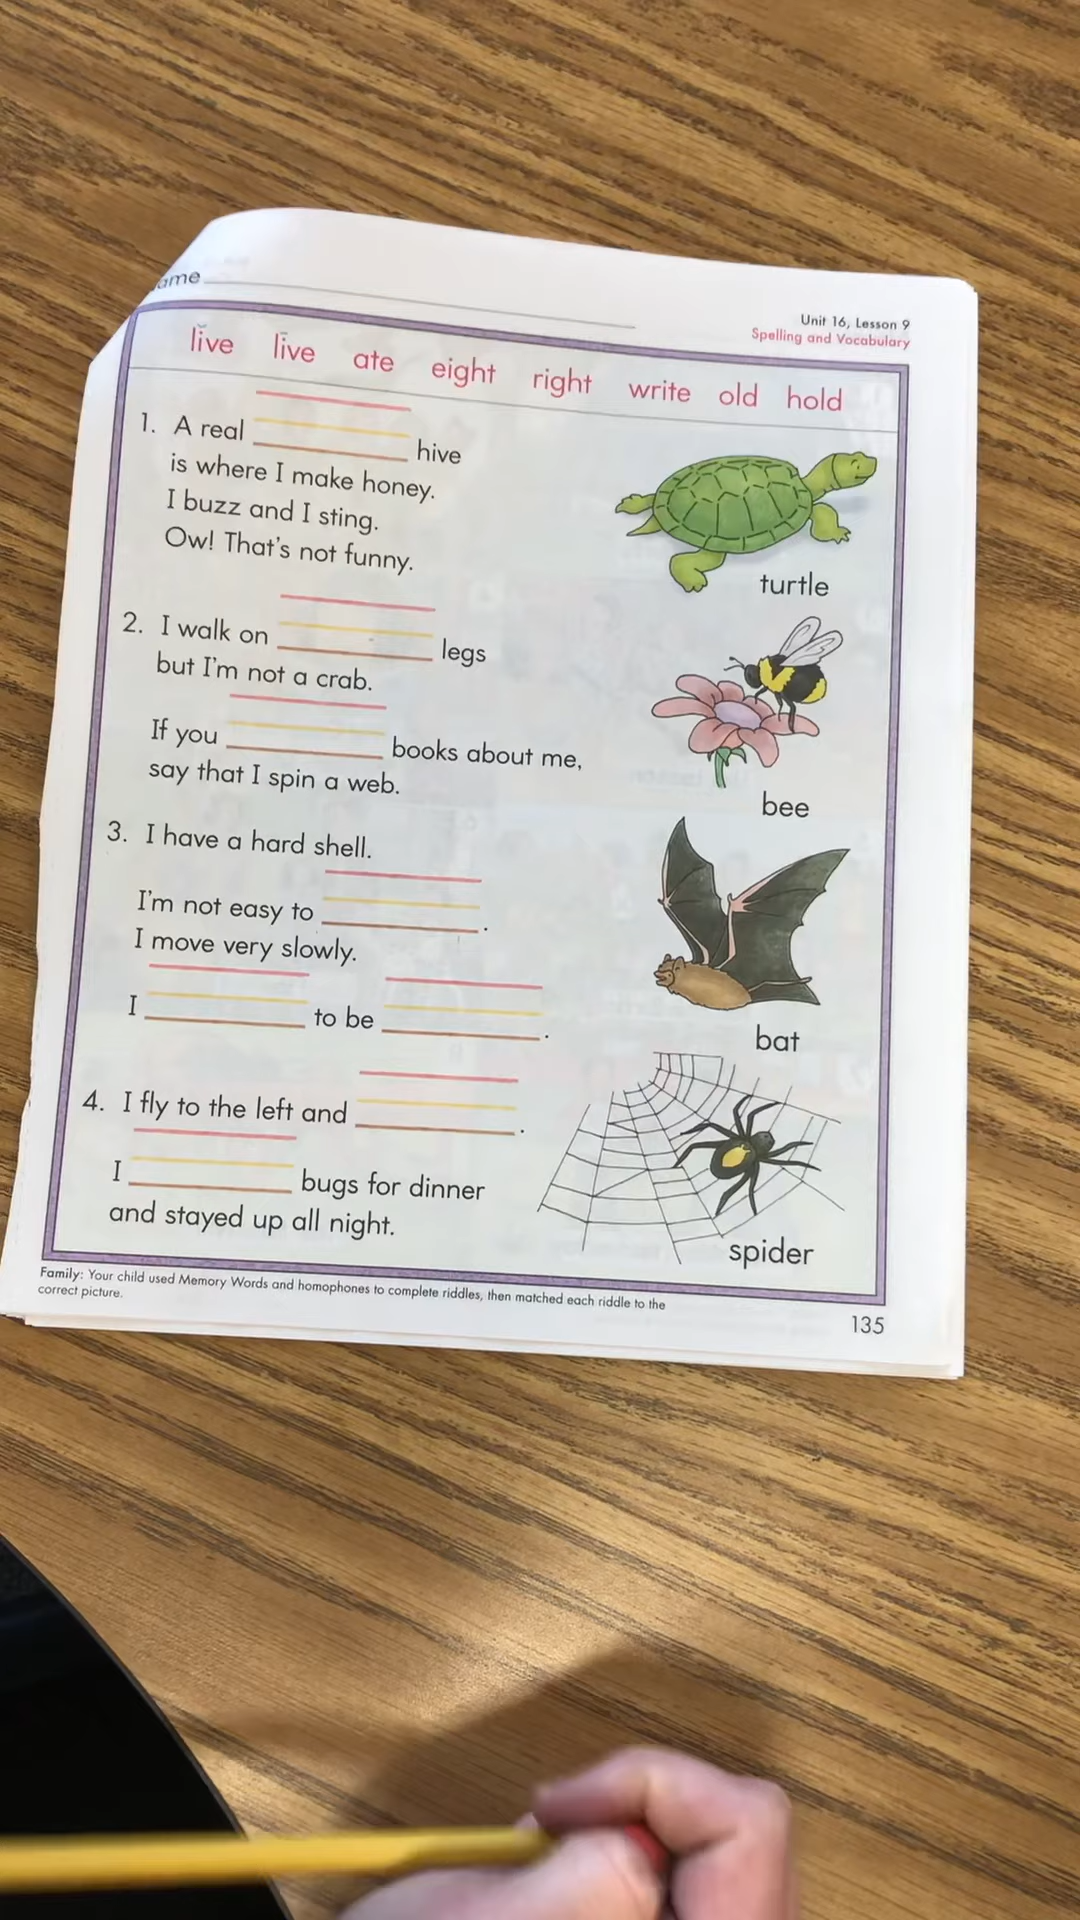 ame
Unit 16, Lesson 9
Spelling and Vocabulary
lĭve līve ate eight right write old hold
1. A real hive
is where I make honey.
I buzz and I sting.
Ow! That's not funny.
turtle
2. I walk on legs
but I'm not a crab.
If you books about me,
say that I spin a web.
bee
3. I have a hard shell.
I'm not easy to .
I move very slowly.
I to be .
bat
4. I fly to the left and .
I bugs for dinner
and stayed up all night.
spider
Family: Your child used Memory Words and homophones to complete riddles, then matched each riddle to the
correct picture.
135